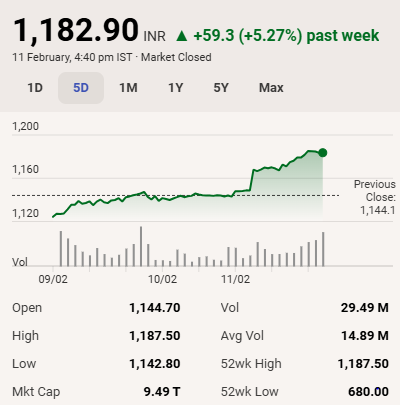 1,182.90 INR ▲ +59.3 (+5.27%) past week
11 February, 4:40 pm IST · Market Closed
1D 5D 1M 1Y 5Y Max
1,200
1,160
Previous
Close:
1,144.1
1,120
Vol
09/02 10/02 11/02
Open 1,144.70 Vol 29.49 M
High 1,187.50 Avg Vol 14.89 M
Low 1,142.80 52wk High 1,187.50
Mkt Cap 9.49 T 52wk Low 680.00